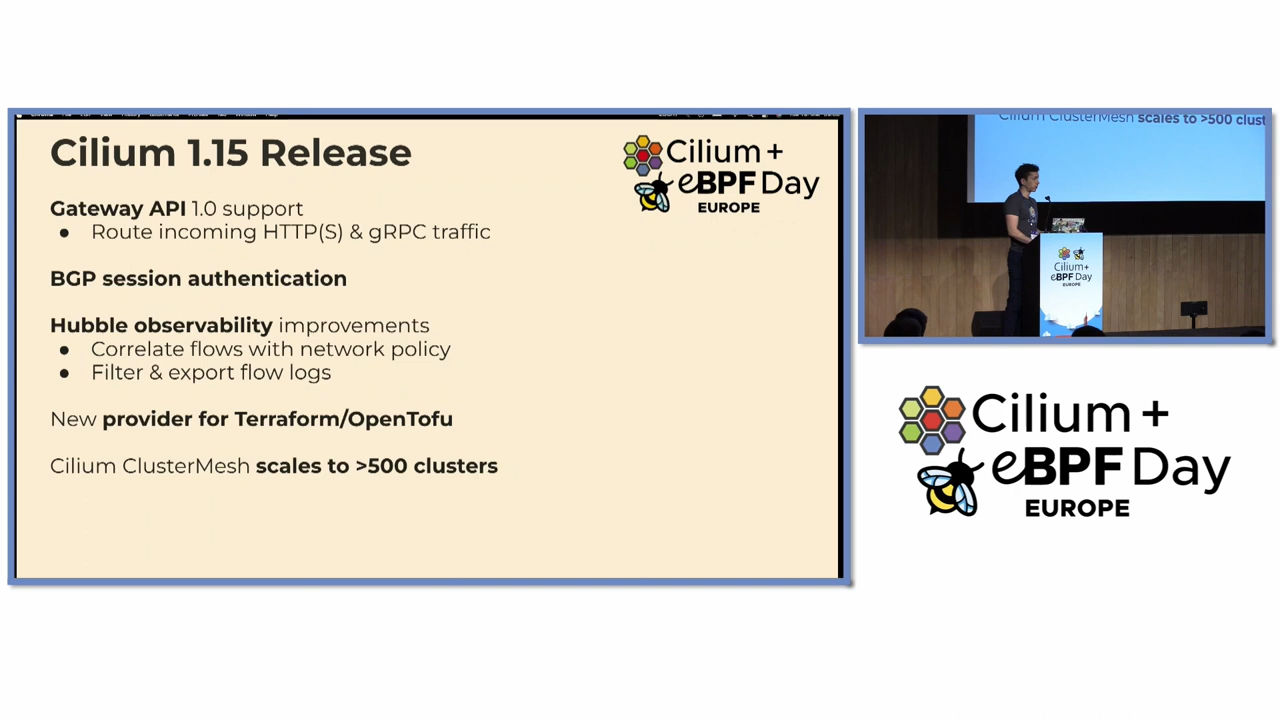 Cilium 1.15 Release
Cilium +
eBPF Day
EUROPE
Gateway API 1.0 support
● Route incoming HTTP(S) & gRPC traffic
BGP session authentication
Hubble observability improvements
● Correlate flows with network policy
● Filter & export flow logs
New provider for Terraform/OpenTofu
Cilium ClusterMesh scales to >500 clusters
Cilium ClusterMesh scales to >500 clust
Cilium+
eBPF Day
EUROPE
Cilium +
eBPF Day
EUROPE